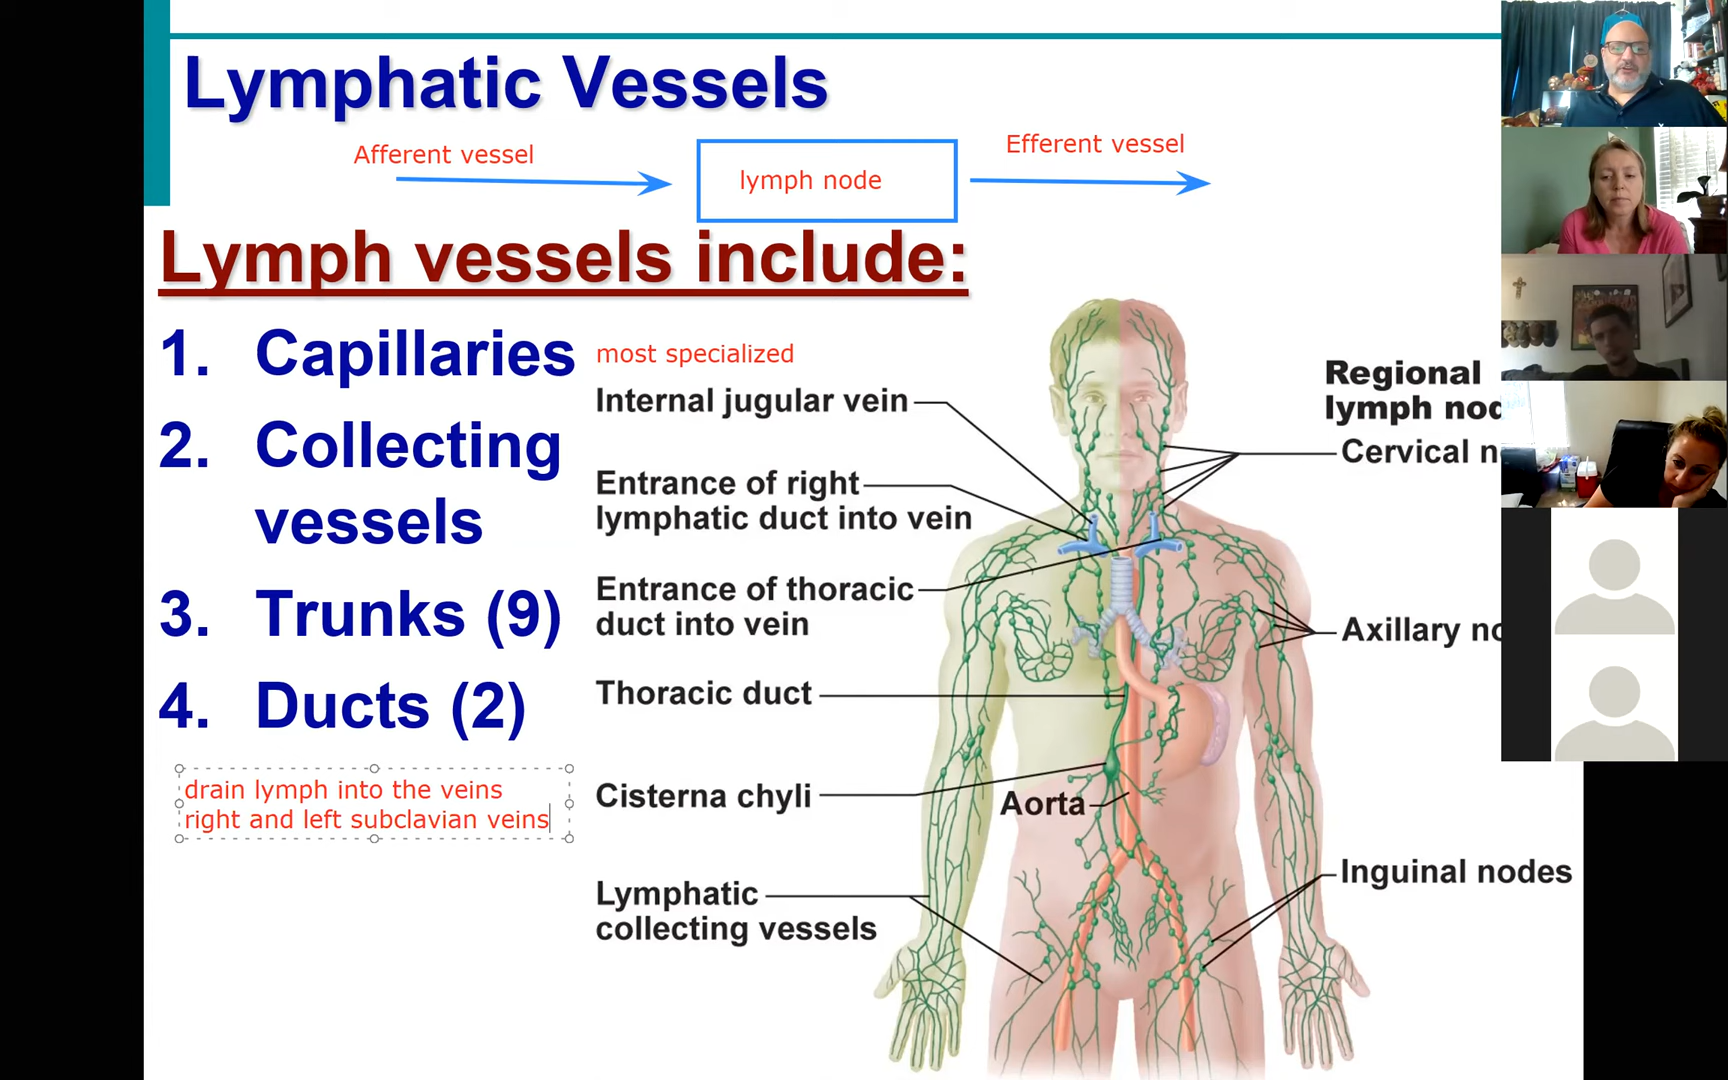 Lymphatic Vessels
Afferent vessel
lymph node
Efferent vessel
Lymph vessels include:
1. Capillaries
most specialized
2. Collecting
vessels
3. Trunks (9)
4. Ducts (2)
drain lymph into the veins
right and left subclavian veins
Internal jugular vein
Entrance of right
lymphatic duct into vein
Entrance of thoracic
duct into vein
Thoracic duct
Cisterna chyli
Aorta
Lymphatic
collecting vessels
Regional
lymph
Cervical
Axillary
Inguinal nodes